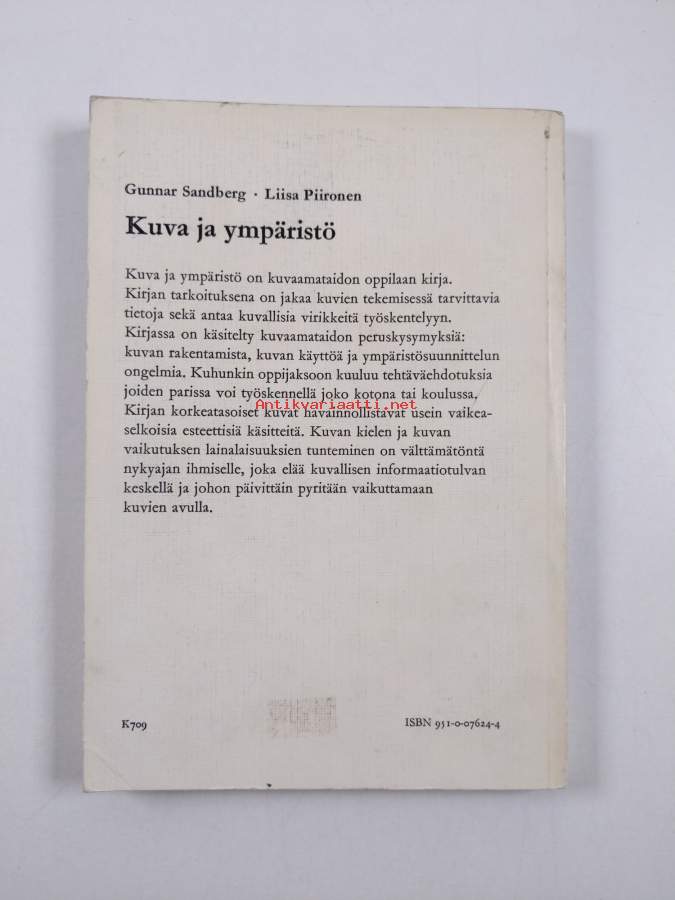 Gunnar Sandberg · Liisa Piironen
Kuva ja ympäristö
Kuva ja ympäristö on kuvaamataidon oppilaan kirja.
Kirjan tarkoituksena on jakaa kuvien tekemisessä tarvittavia
tietoja sekä antaa kuvallisia virikkeitä työskentelyyn.
Kirjassa on käsitelty kuvaamataidon peruskysymyksiä:
kuvan rakentamista, kuvan käyttöä ja ympäristösuunnittelun
ongelmia. Kuhunkin oppijaksoon kuuluu tehtäväehdotuksia
joiden parissa voi työskennellä joko kotona tai koulussa.
Antikvariaatti.net
Kirjan korkeatasoiset kuvat havainnollistavat usein vaikea-
selkoisia esteettisiä käsitteitä. Kuvan kielen ja kuvan
vaikutuksen lainalaisuuksien tunteminen on välttämätöntä
nykyajan ihmiselle, joka elää kuvallisen informaatiotulvan
keskellä ja johon päivittäin pyritään vaikuttamaan
kuvien avulla.
K709
ISBN 951-0-07624-4